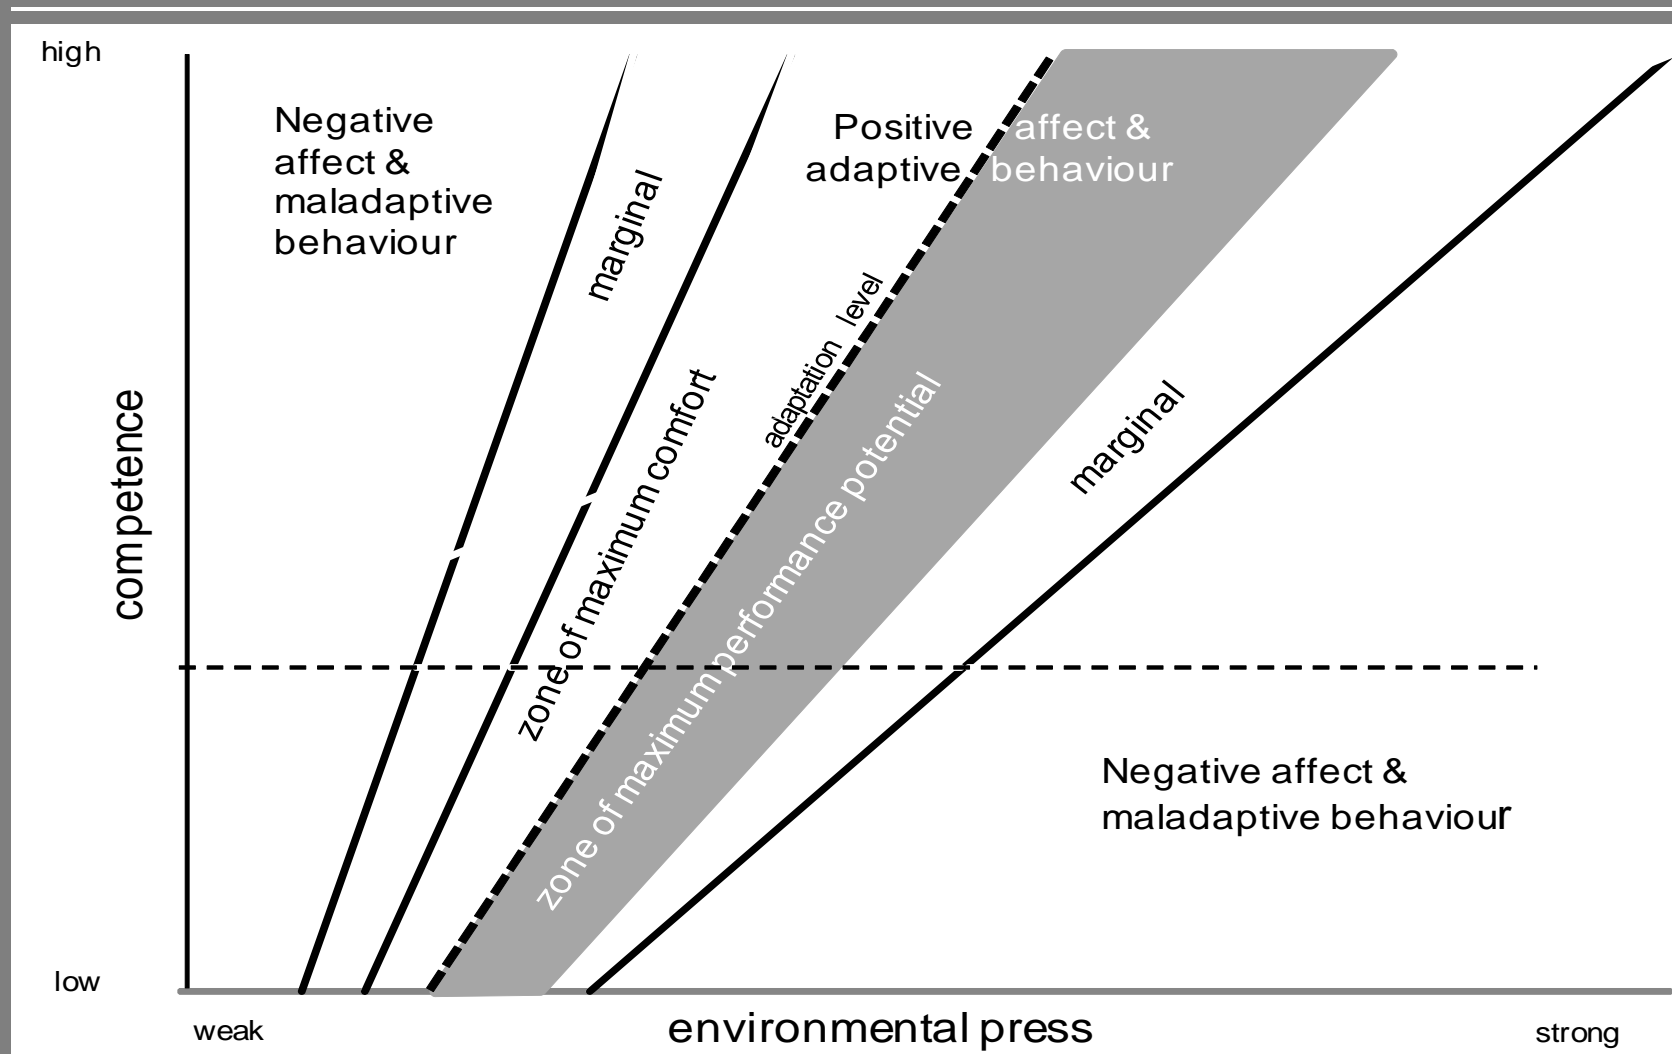 high
Negative
affect &
maladaptive
behaviour
Positive affect &
adaptive behaviour
marginal
adaptation level
zone of maximum comfort
zone of maximum performance potential
marginal
competence
Negative affect &
maladaptive behaviour
low
weak
environmental press
strong